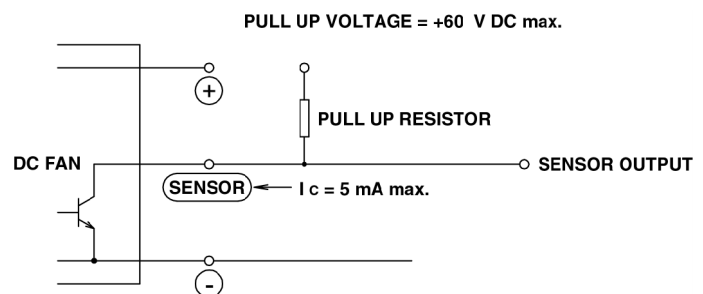 PULL UP VOLTAGE = +60 V DC max.
+
PULL UP RESISTOR
DC FAN
SENSOR OUTPUT
SENSOR
I C = 5 mA max.
-